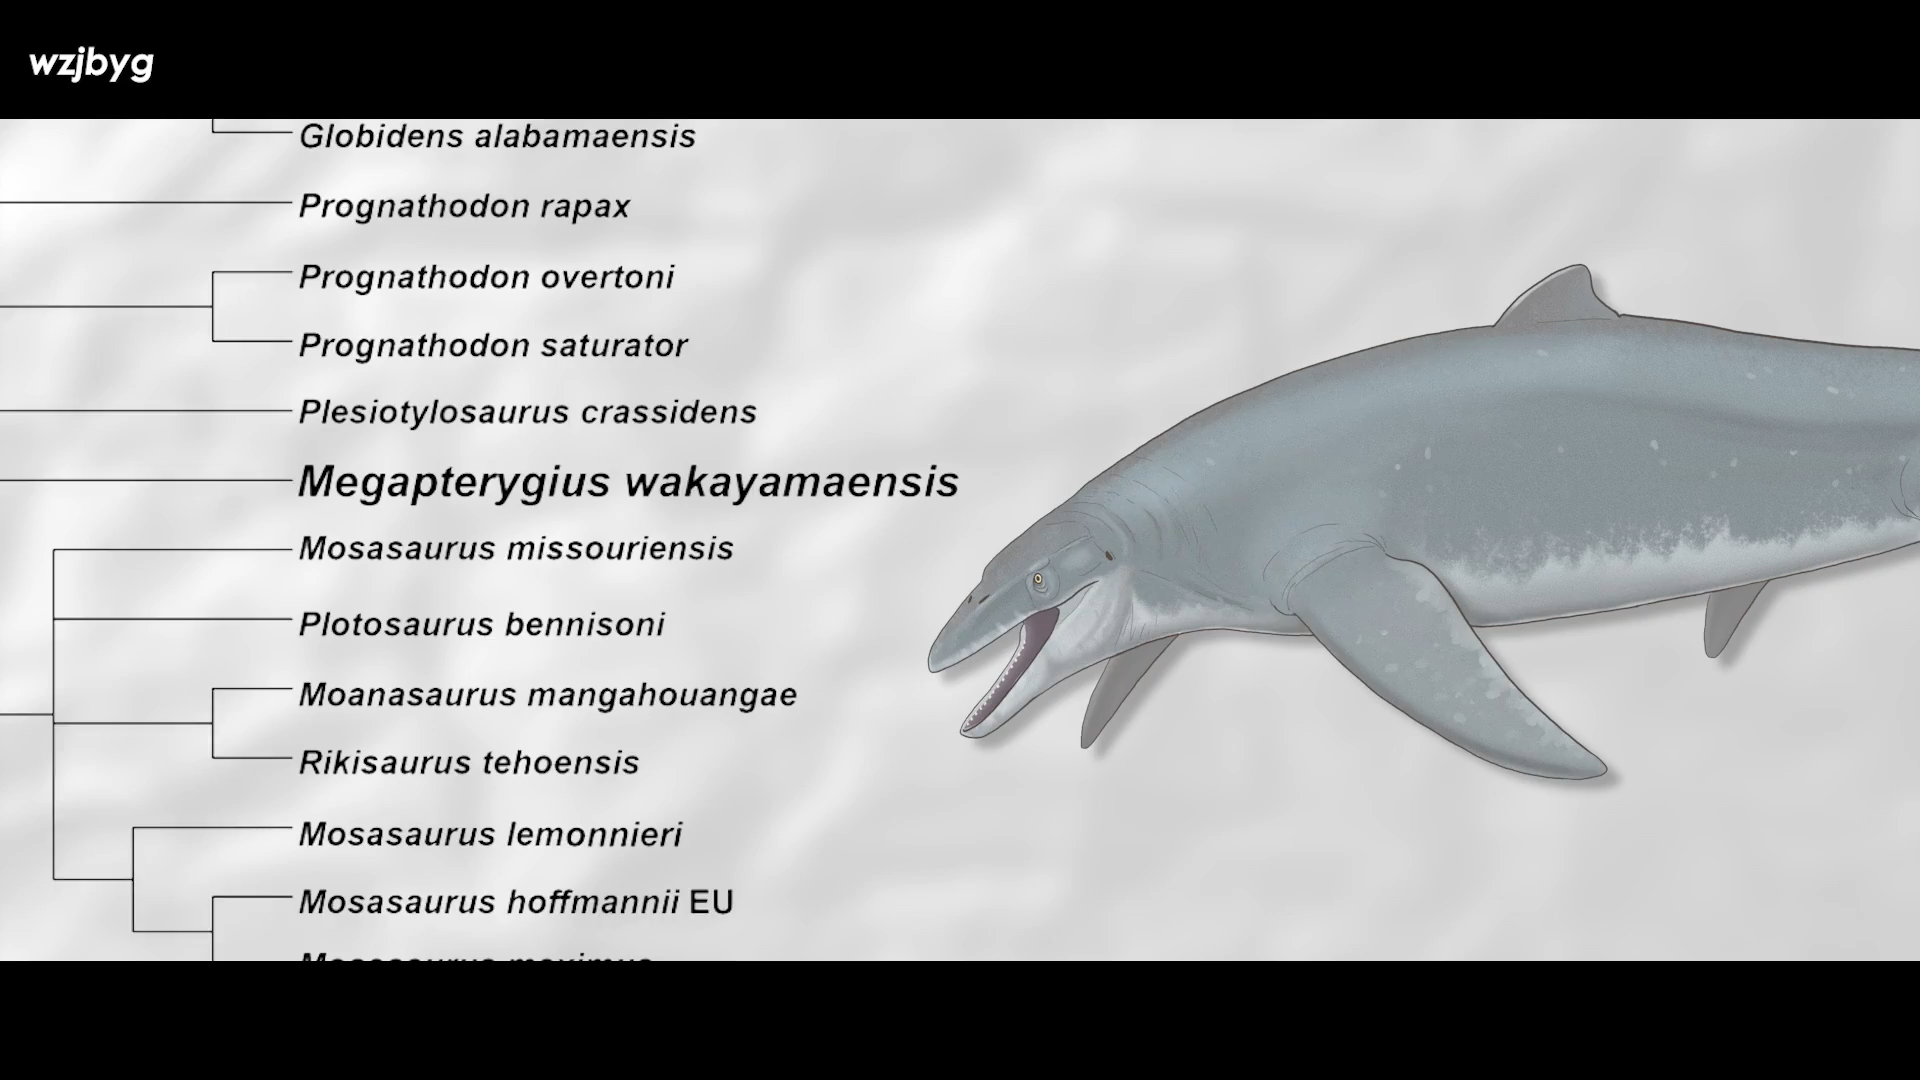 wzjbyg
Globidens alabamaensis
Prognathodon rapax
Prognathodon overtoni
Prognathodon saturator
Plesiotylosaurus crassidens
Megapterygius wakayamaensis
Mosasaurus missouriensis
Plotosaurus bennisoni
Moanasaurus mangahouangae
Rikisaurus tehoensis
Mosasaurus lemonnieri
Mosasaurus hoffmannii EU